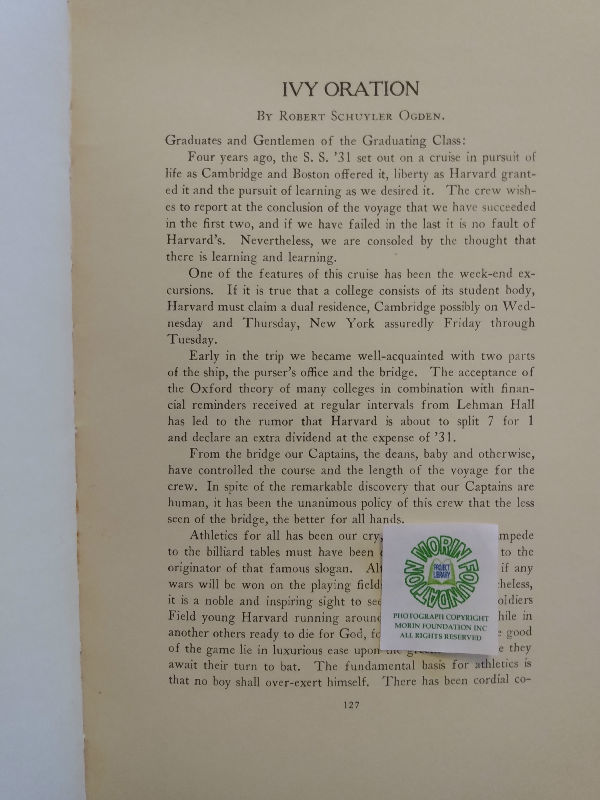 IVY ORATION
BY ROBERT SCHUYLER OGDEN.
Graduates and Gentlemen of the Graduating Class:
Four years ago, the S. S. '31 set out on a cruise in pursuit of
life as Cambridge and Boston offered it, liberty as Harvard grant-
ed it and the pursuit of learning as we desired it. The crew wish-
es to report at the conclusion of the voyage that we have succeeded
in the first two, and if we have failed in the last it is no fault of
Harvard's. Nevertheless, we are consoled by the thought that
there is learning and learning.
One of the features of this cruise has been the week-end ex-
cursions. If it is true that a college consists of its student body,
Harvard must claim a dual residence, Cambridge possibly on Wed-
nesday and Thursday, New York assuredly Friday through
Tuesday.
Early in the trip we became well-acquainted with two parts
of the ship, the purser's office and the bridge. The acceptance of
the Oxford theory of many colleges in combination with finan-
cial reminders received at regular intervals from Lehman Hall
has led to the rumor that Harvard is about to split 7 for 1
and declare an extra dividend at the expense of '31.
From the bridge our Captains, the deans, baby and otherwise,
have controlled the course and the length of the voyage for the
crew. In spite of the remarkable discovery that our Captains are
human, it has been the unanimous policy of this crew that the less
seen of the bridge, the better for all hands.
Athletics for all has been our cry,
to the billiard tables must have been to the
originator of that famous slogan. if any
wars will be won on the playing
it is a noble and inspiring sight to
Field young Harvard running in
another others ready to die for God, good
of the game lie in luxurious ease upon they
await their turn to bat. The fundamental basis for athletics is
that no boy shall over-exert himself. There has been cordial co-
127
MORIN FOUNDATION
PROJECT
LIBRARY
PHOTOGRAPH COPYRIGHT
MORIN FOUNDATION INC
ALL RIGHTS RESERVED